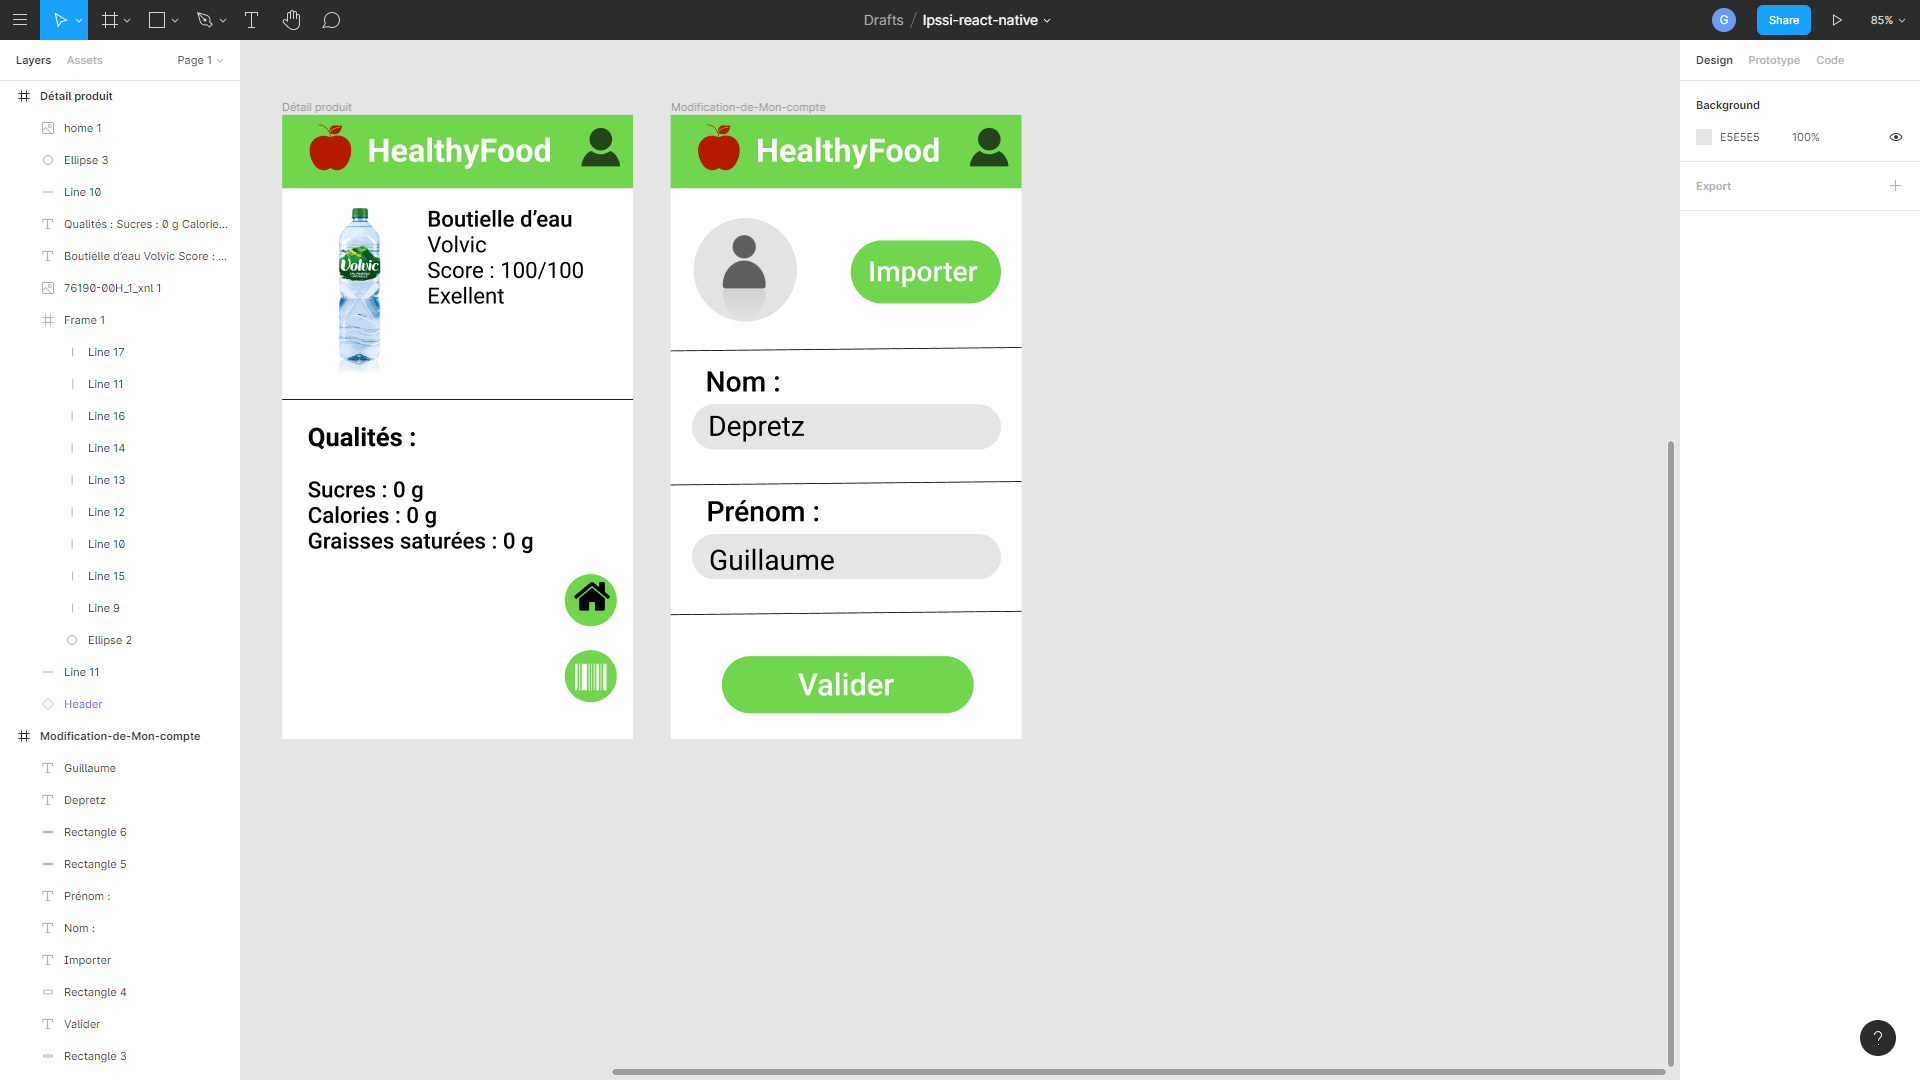 Drafts / Ipssi-react-native
G
Share
85%
Layers
Assets
Page 1
Détail produit
home 1
Ellipse 3
Line 10
Qualités : Sucres : 0 g Calorie...
Boutielle d'eau Volvic Score : ...
76190-00H_1_xnl 1
Frame 1
Line 17
Line 11
Line 16
Line 14
Line 13
Line 12
Line 10
Line 15
Line 9
Ellipse 2
Line 11
Header
Modification-de-Mon-compte
Guillaume
Depretz
Rectangle 6
Rectangle 5
Prénom :
Nom :
Importer
Rectangle 4
Valider
Rectangle 3
Détail produit
HealthyFood
Volvic
Boutielle d'eau
Volvic
Score : 100/100
Exellent
Qualités :
Sucres : 0 g
Calories : 0 g
Graisses saturées : 0 g
Modification-de-Mon-compte
HealthyFood
Importer
Nom :
Depretz
Prénom :
Guillaume
Valider
Design
Prototype
Code
Background
E5E5E5
100%
Export
?